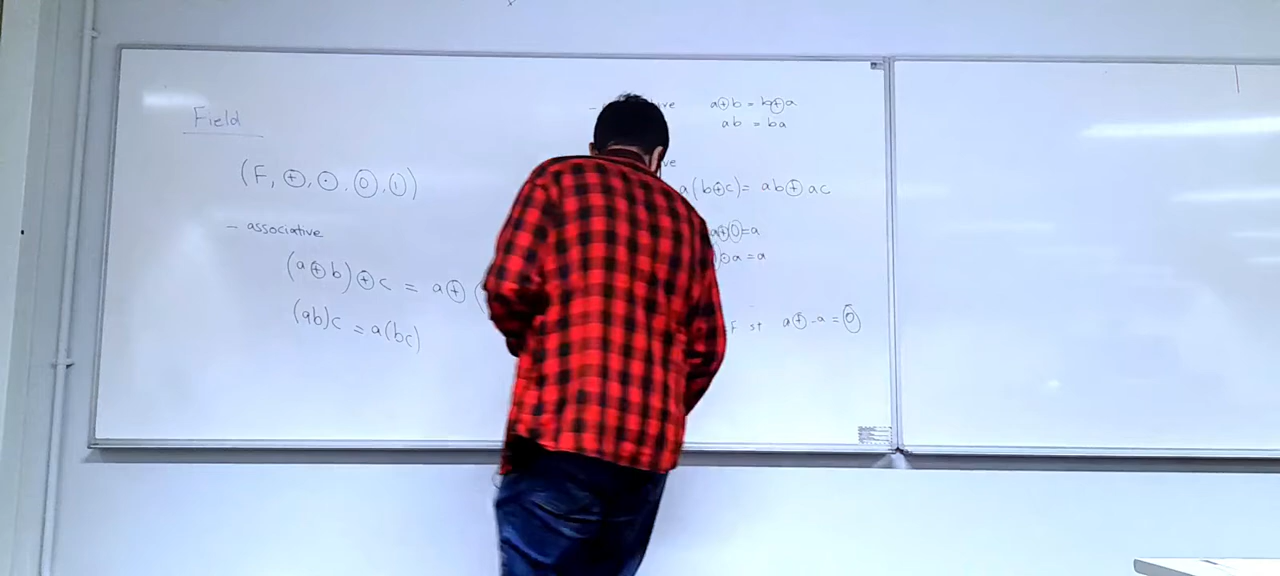 Field
(F, ⊕, ⊙, ⓪, ①)
- associative
(a ⊕ b) ⊕ c = a ⊕ (
(ab)c = a(bc)
a ⊕ b = b ⊕ a
ab = ba
a(b ⊕ c) = ab ⊕ ac
a ⊕ ⓪ = a
⊙ a = a
F st a ⊕ -a = ⓪